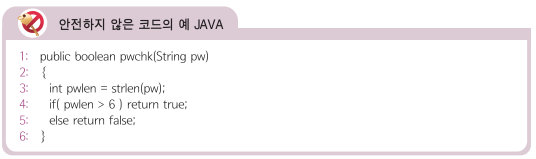 안전하지 않은 코드의 예 JAVA
1: public boolean pwchk(String pw)
2: {
3: int pwlen = strlen(pw);
4: if( pwlen > 6 ) return true;
5: else return false;
6: }